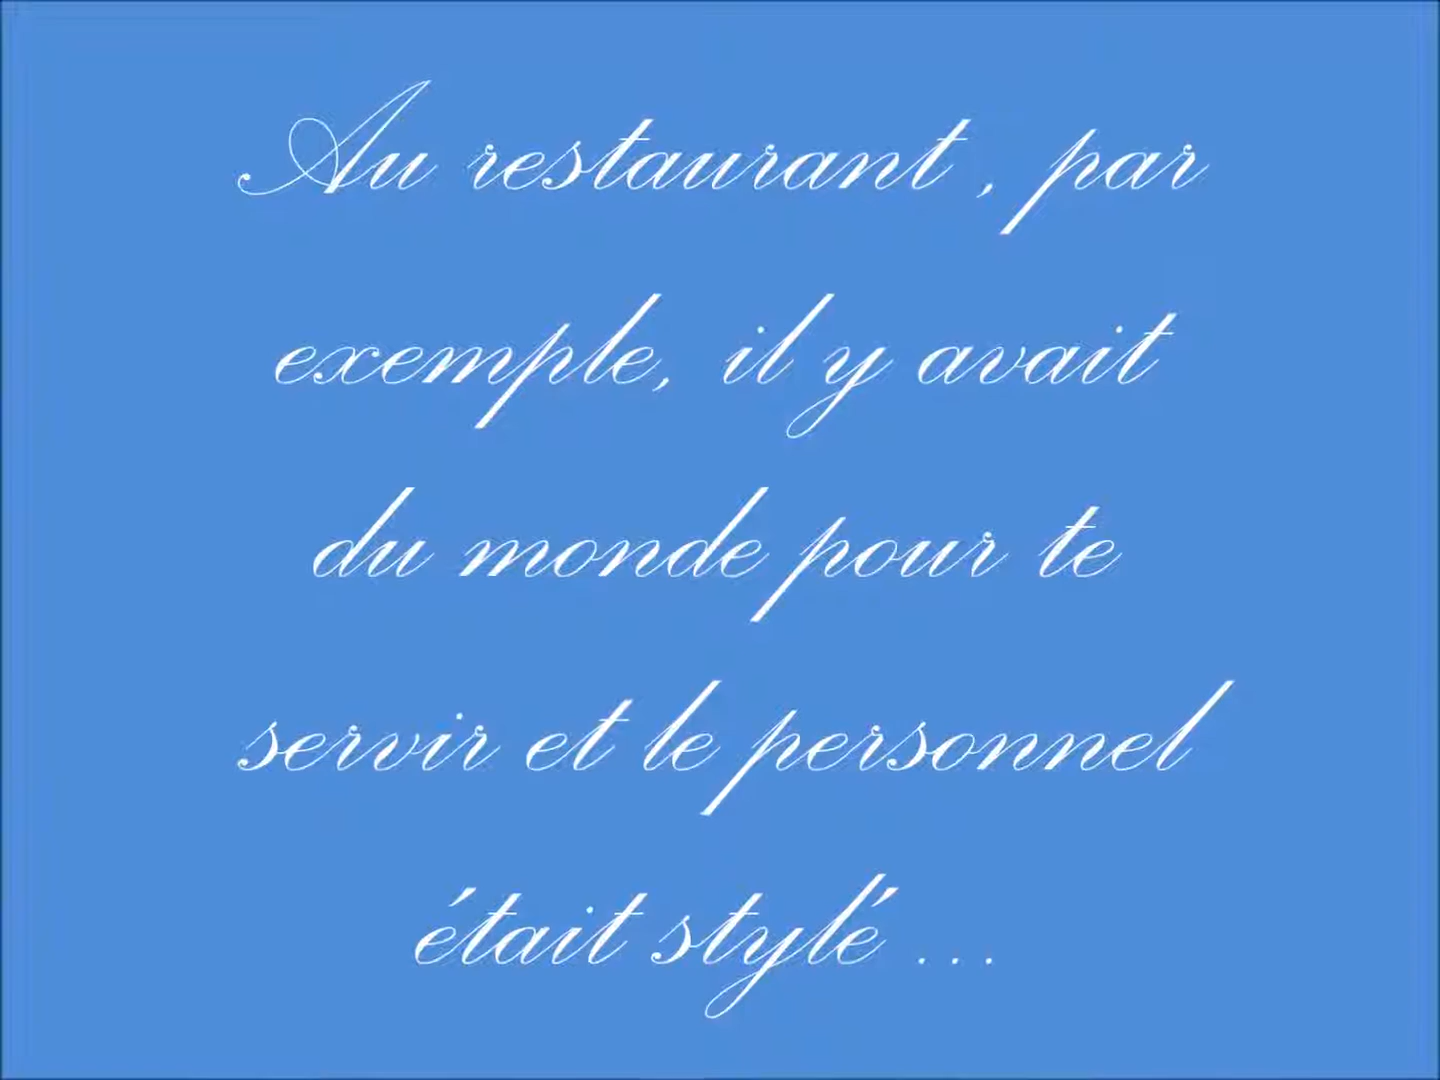 Au restaurant , par
exemple, il y avait
du monde pour te
servir et le personnel
était stylé ...